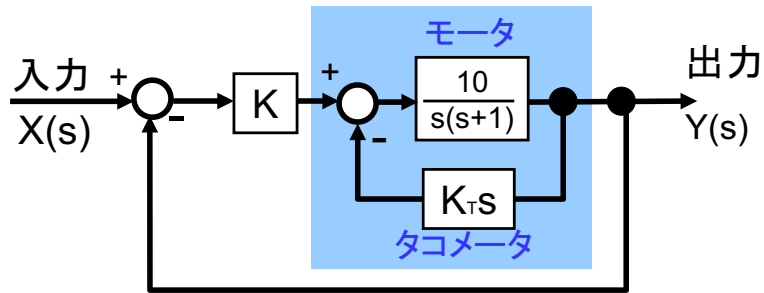 モータ
入力
+
-
X(s)
K
+
-
10
s(s+1)
出力
Y(s)
KTs
タコメータ